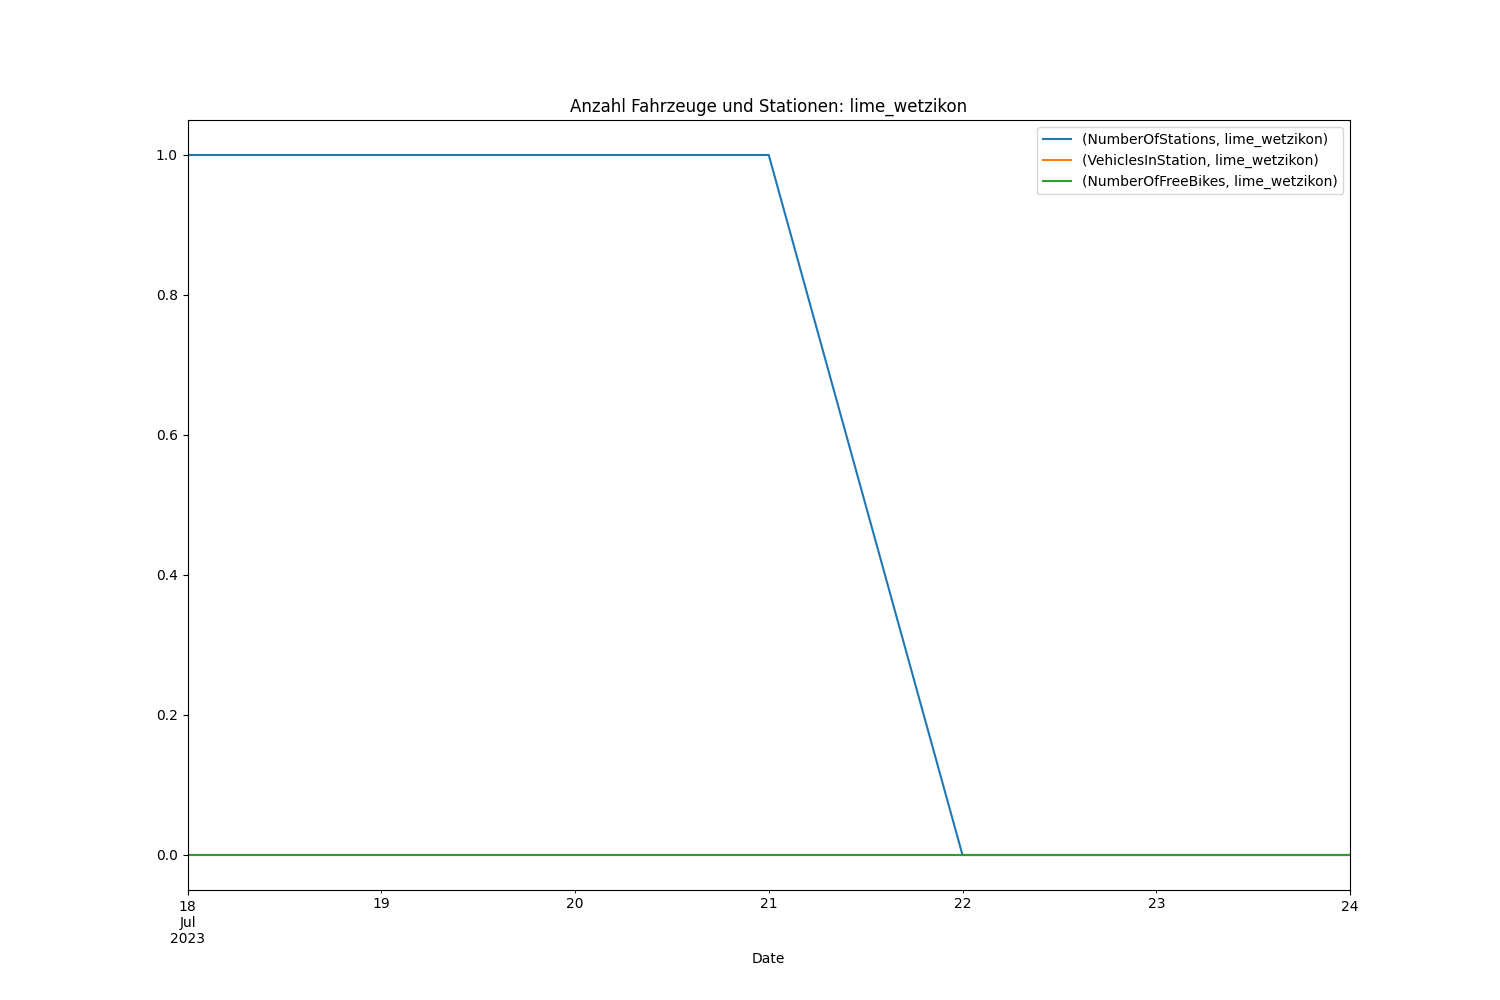 Anzahl Fahrzeuge und Stationen: lime_wetzikon
(NumberOfStations, lime_wetzikon)
(VehiclesInStation, lime_wetzikon)
(NumberOfFreeBikes, lime_wetzikon)
1.0
0.8
0.6
0.4
0.2
0.0
18 19 20 21 22 23 24
Jul
2023
Date